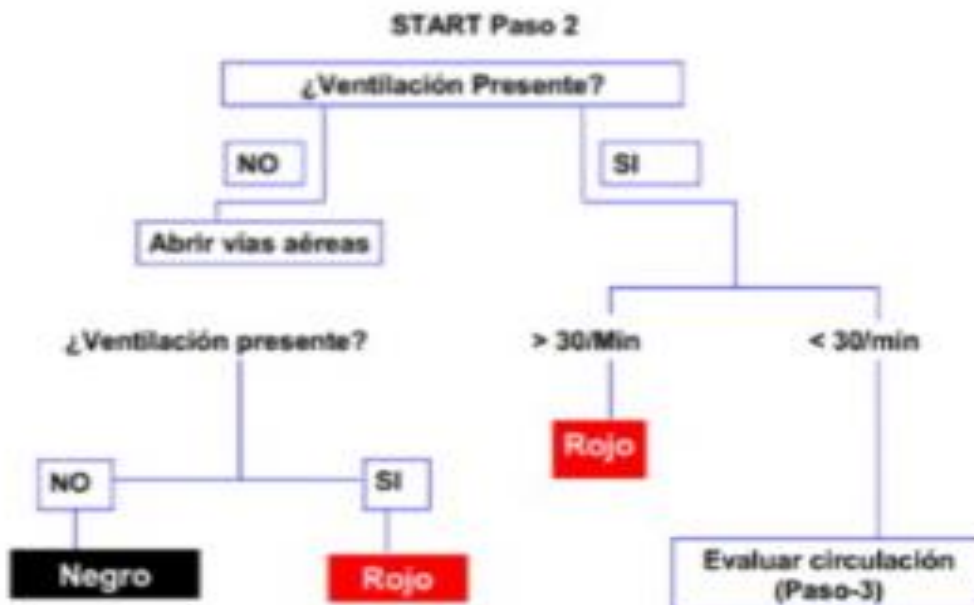 START Paso 2
¿Ventilación Presente?
NO
SI
Abrir vías aéreas
¿Ventilación presente?
> 30/Min
< 30/min
Rojo
NO
SI
Negro
Rojo
Evaluar circulación
(Paso-3)